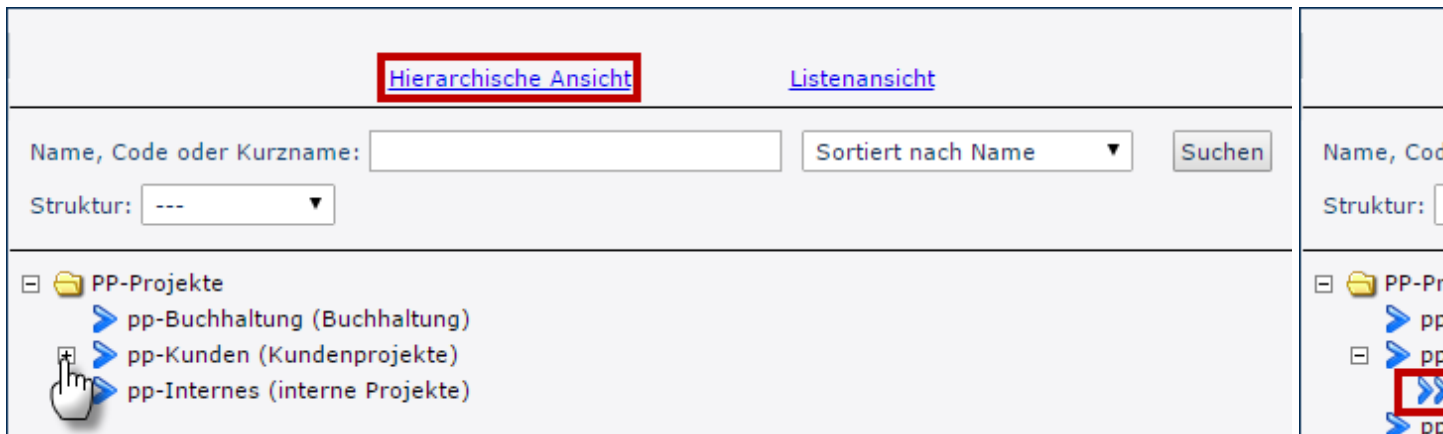 Hierarchische Ansicht Listenansicht
Name, Code oder Kurzname: Sortiert nach Name Suchen
Struktur: ---
PP-Projekte
pp-Buchhaltung (Buchhaltung)
pp-Kunden (Kundenprojekte)
pp-Internes (interne Projekte)
Name, Cod
Struktur:
PP-Pr
pp
pp
pp